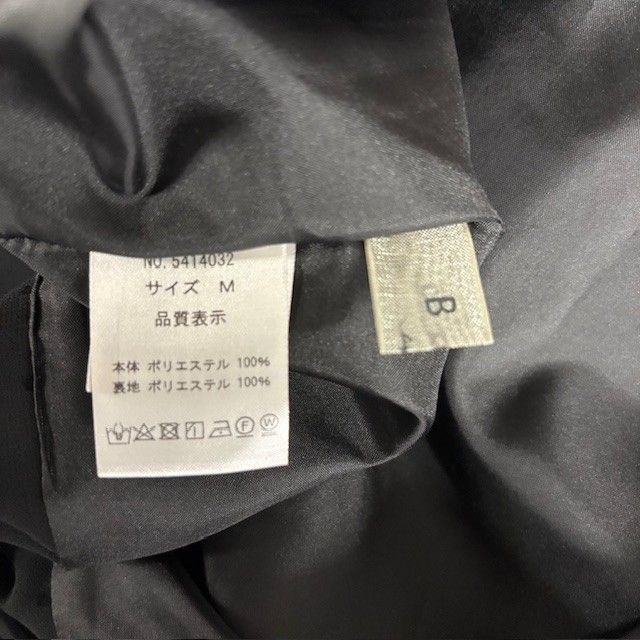 NO.5414032
サイズ M
品質表示
本体 ポリエステル 100%
裏地 ポリエステル 100%
F W
B